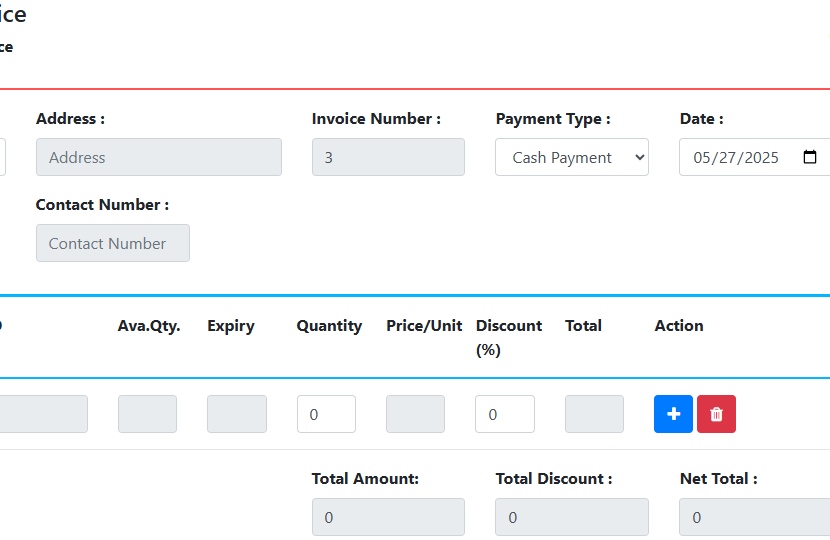 ice
ce
Address :
Invoice Number :
Payment Type :
Date :
Address
3
Cash Payment
05/27/2025
Contact Number :
Contact Number
Ava.Qty.
Expiry
Quantity
Price/Unit
Discount
(%)
Total
Action
0
0
Total Amount:
Total Discount :
Net Total :
0
0
0